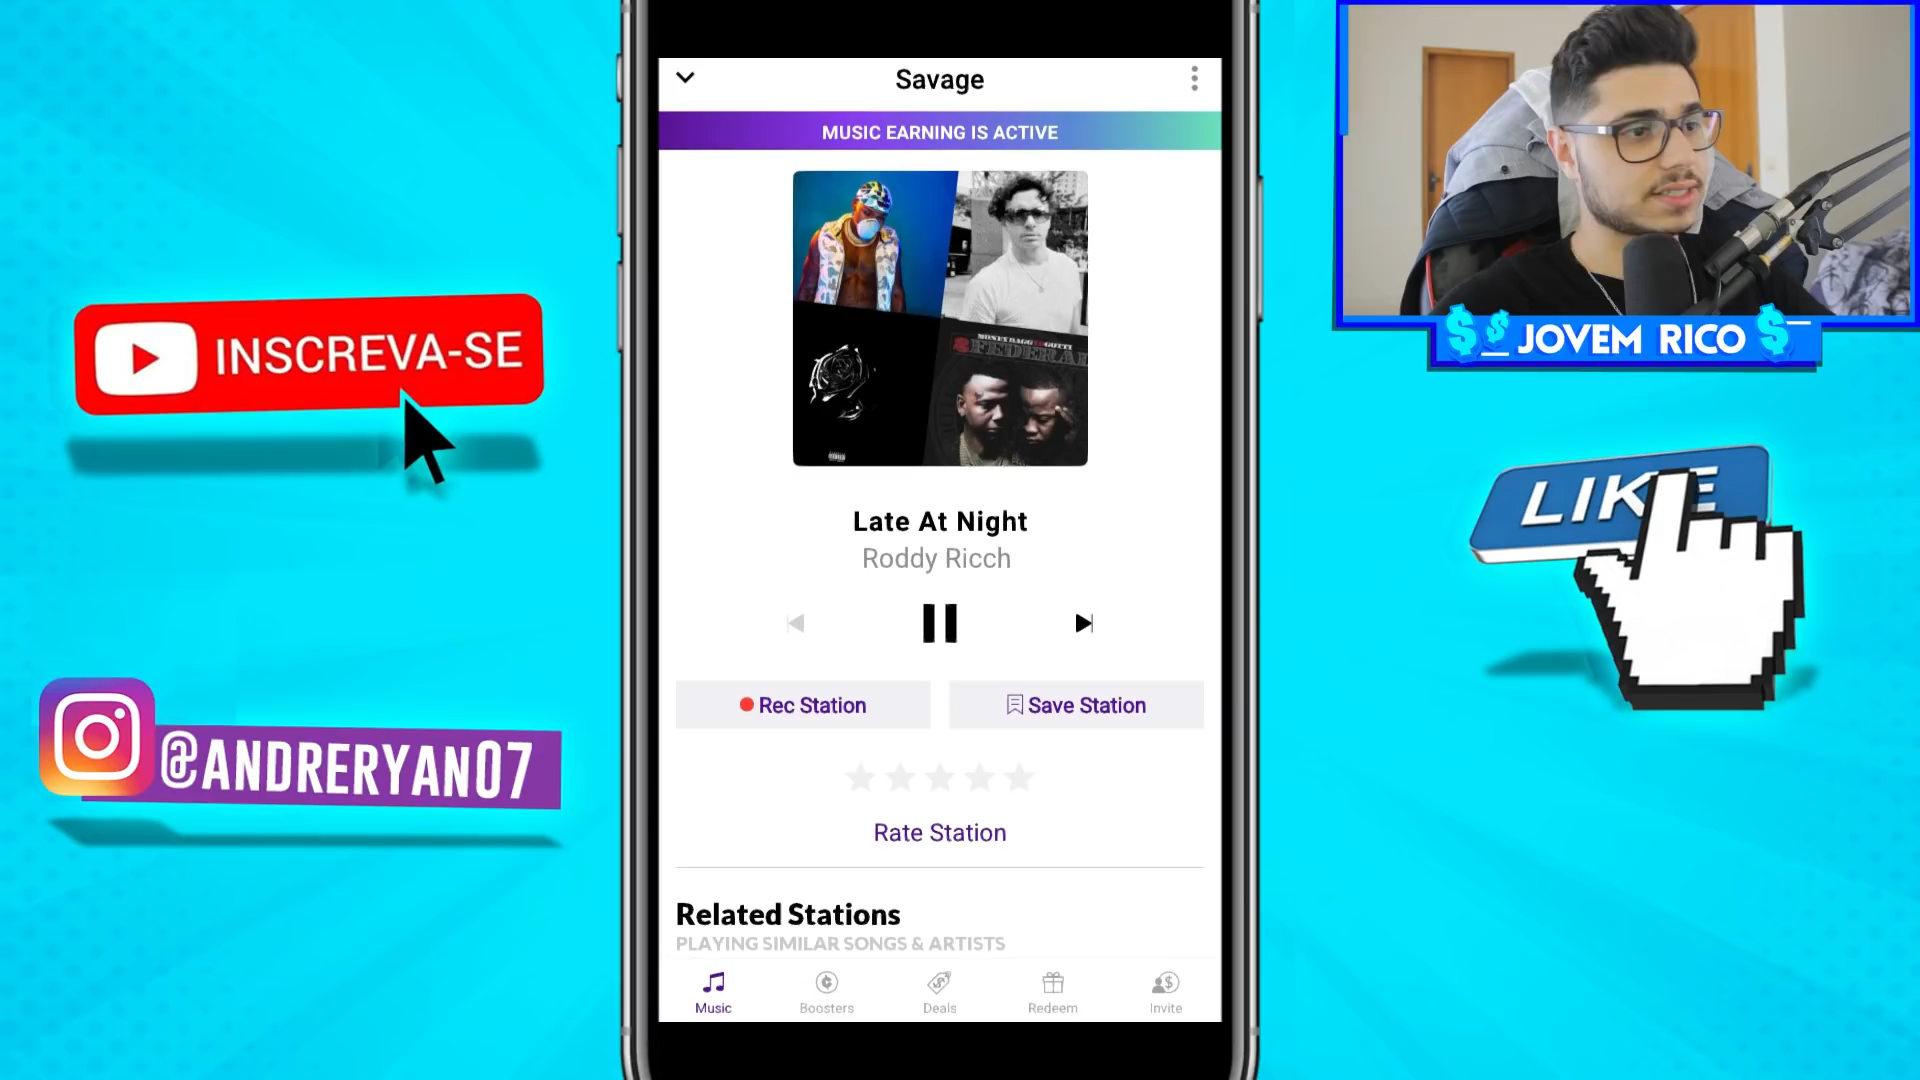 Savage
MUSIC EARNING IS ACTIVE
Late At Night
Roddy Ricch
Rec Station
Save Station
Rate Station
Related Stations
PLAYING SIMILAR SONGS & ARTISTS
Music
Boosters
Deals
Redeem
Invite
INSCREVA-SE
@ANDRERYAN07
JOVEM RICO
LIKE